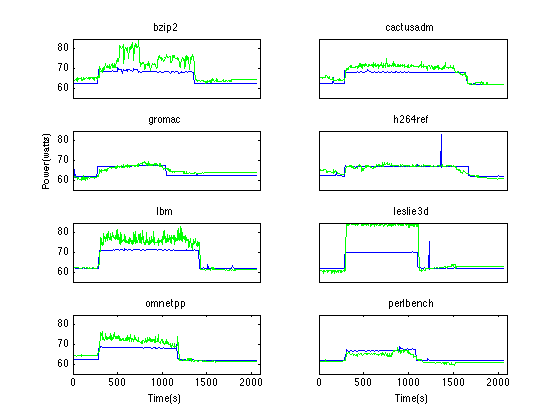 bzip2
cactusadm
80
70
60
gromac
h264ref
Power(watts)
80
70
60
lbm
leslie3d
80
70
60
omnetpp
perlbench
80
70
60
0 500 1000 1500 2000
0 500 1000 1500 2000
Time(s)
Time(s)